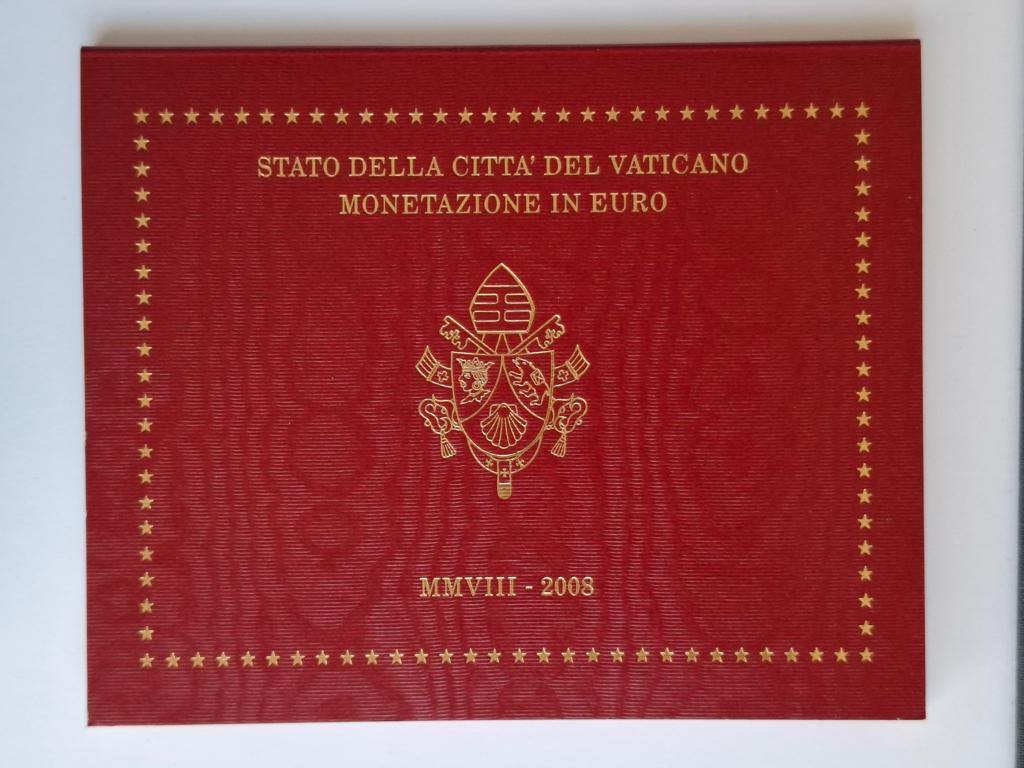 STATO DELLA CITTA' DEL VATICANO
MONETAZIONE IN EURO
MMVIII - 2008